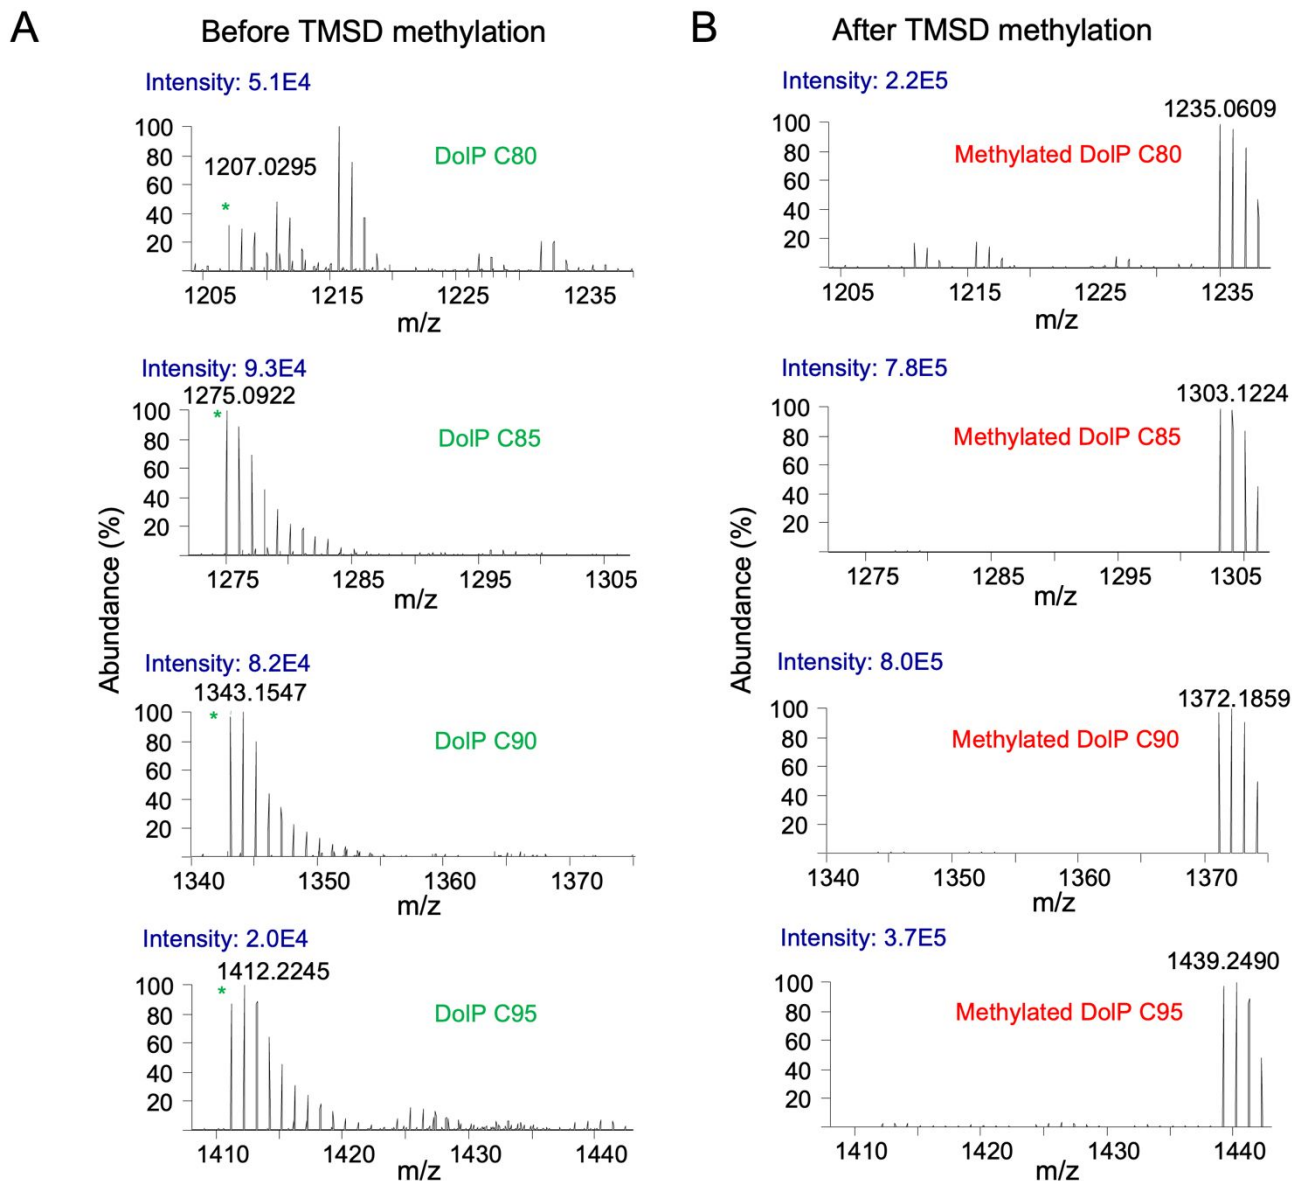 A
Before TMSD methylation
Intensity: 5.1E4
100
80
60
40
20
1207.0295
*
DolP C80
1205 1215 1225 1235
m/z
Intensity: 9.3E4
1275.0922
100
80
60
40
20
*
DolP C85
1275 1285 1295 1305
m/z
Abundance (%)
Intensity: 8.2E4
1343.1547
100
80
60
40
20
*
DolP C90
1340 1350 1360 1370
m/z
Intensity: 2.0E4
1412.2245
100
80
60
40
20
*
DolP C95
1410 1420 1430 1440
m/z
B
After TMSD methylation
Intensity: 2.2E5
1235.0609
100
80
60
40
20
Methylated DolP C80
1205 1215 1225 1235
m/z
Intensity: 7.8E5
1303.1224
100
80
60
40
20
Methylated DolP C85
1275 1285 1295 1305
m/z
Abundance (%)
Intensity: 8.0E5
1372.1859
100
80
60
40
20
Methylated DolP C90
1340 1350 1360 1370
m/z
Intensity: 3.7E5
1439.2490
100
80
60
40
20
Methylated DolP C95
1410 1420 1430 1440
m/z